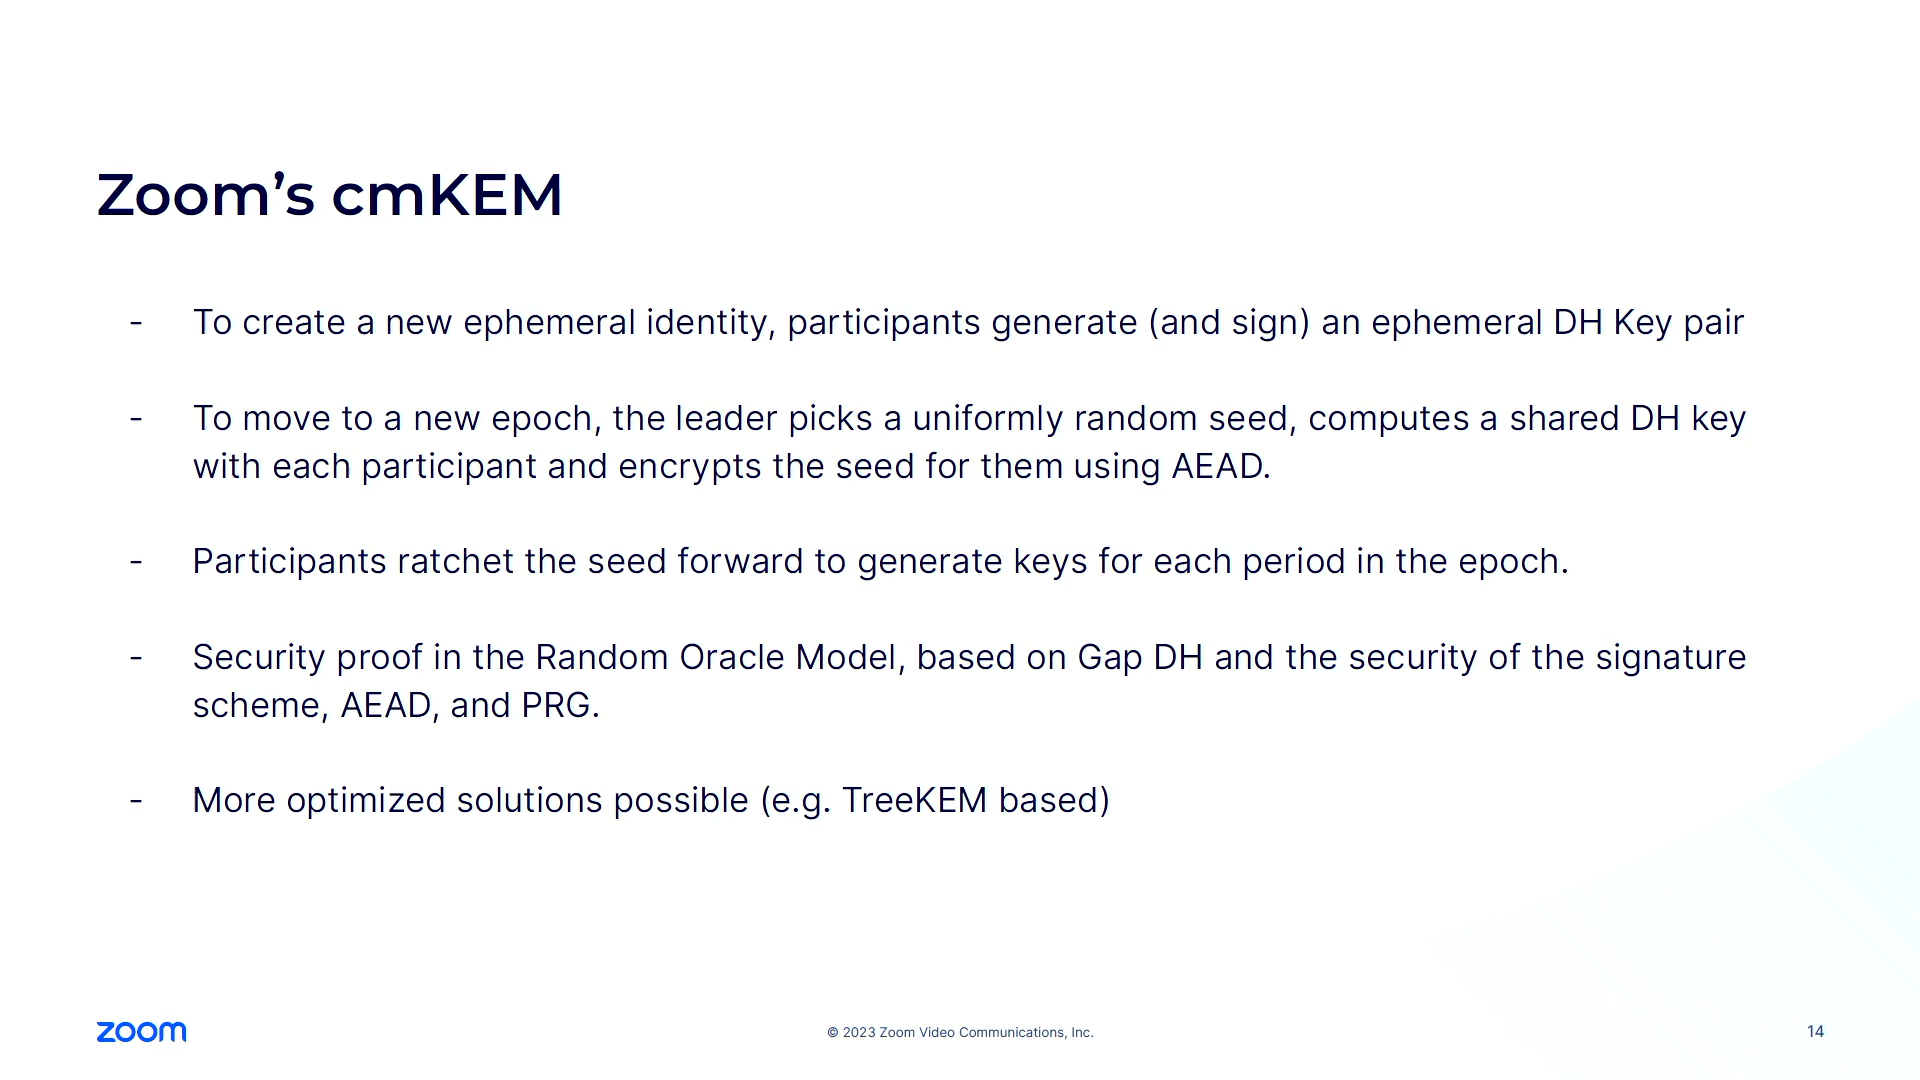 Zoom’s cmKEM
- To create a new ephemeral identity, participants generate (and sign) an ephemeral DH Key pair
- To move to a new epoch, the leader picks a uniformly random seed, computes a shared DH key
with each participant and encrypts the seed for them using AEAD.
- Participants ratchet the seed forward to generate keys for each period in the epoch.
- Security proof in the Random Oracle Model, based on Gap DH and the security of the signature
scheme, AEAD, and PRG.
- More optimized solutions possible (e.g. TreeKEM based)
zoom
© 2023 Zoom Video Communications, Inc.
14